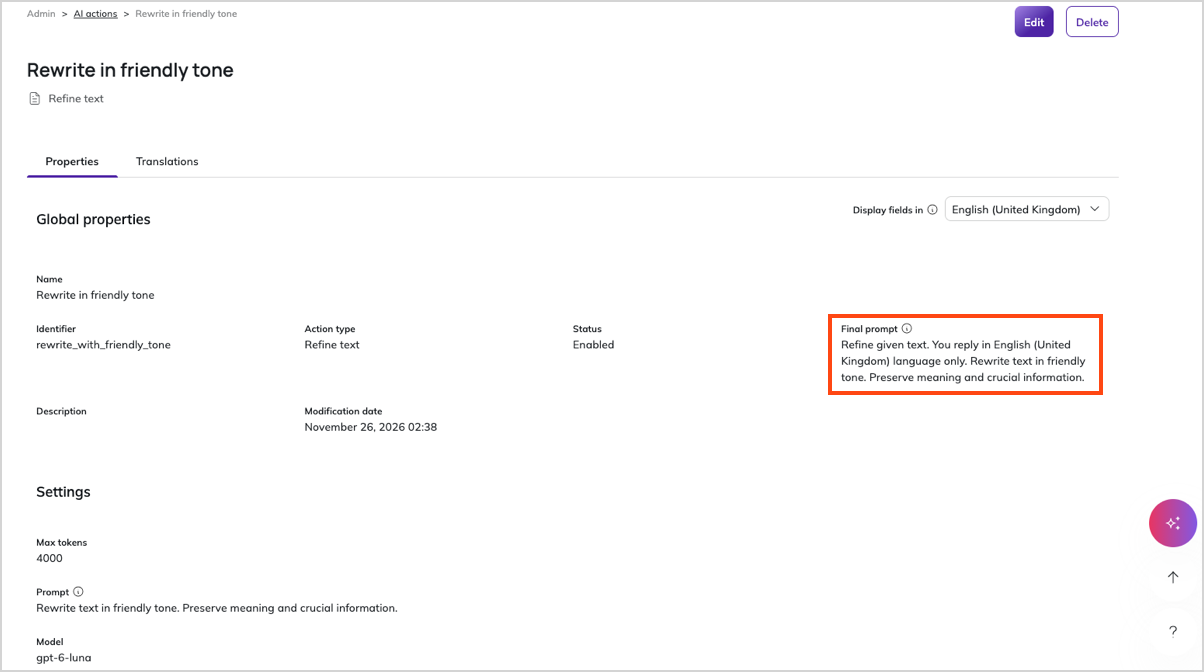 Admin > AI actions > Rewrite in friendly tone
Edit
Delete
Rewrite in friendly tone
Refine text
Properties
Translations
Global properties
Display fields in
English (United Kingdom)
Name
Rewrite in friendly tone
Identifier
rewrite_with_friendly_tone
Action type
Refine text
Status
Enabled
Final prompt
Refine given text. You reply in English (United
Kingdom) language only. Rewrite text in friendly
tone. Preserve meaning and crucial information.
Description
Modification date
November 26, 2026 02:38
Settings
Max tokens
4000
Prompt
Rewrite text in friendly tone. Preserve meaning and crucial information.
Model
gpt-6-luna
?